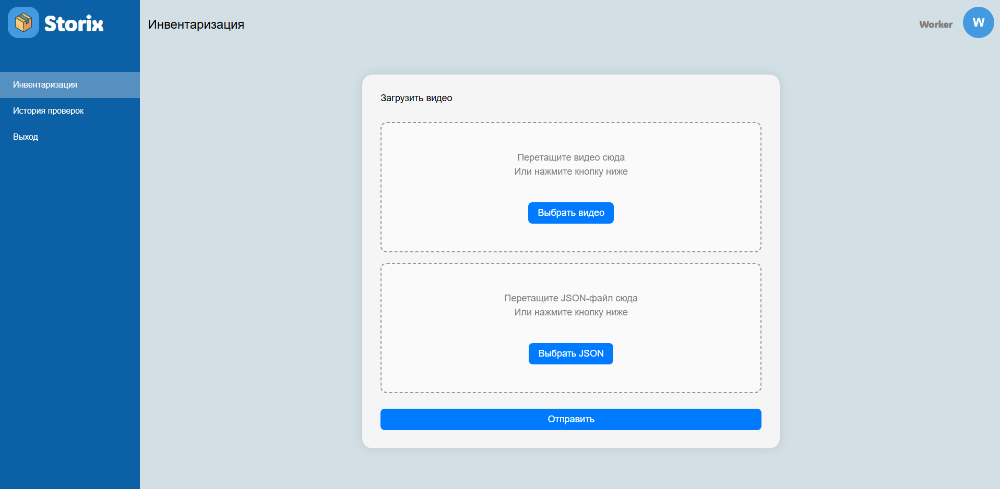 Storix
Инвентаризация
Worker
W
Инвентаризация
История проверок
Выход
Загрузить видео
Перетащите видео сюда
Или нажмите кнопку ниже
Выбрать видео
Перетащите JSON-файл сюда
Или нажмите кнопку ниже
Выбрать JSON
Отправить